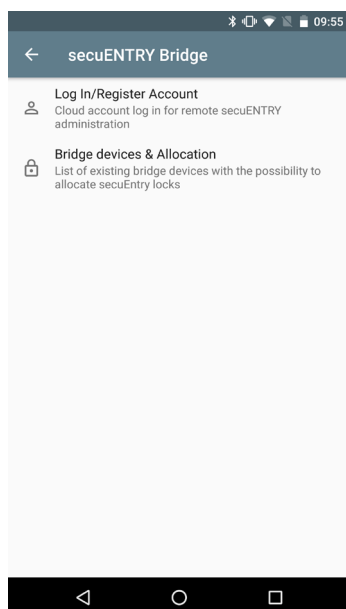 09:55
secuENTRY Bridge
Log In/Register Account
Cloud account log in for remote secuENTRY
administration
Bridge devices & Allocation
List of existing bridge devices with the possibility to
allocate secuEntry locks